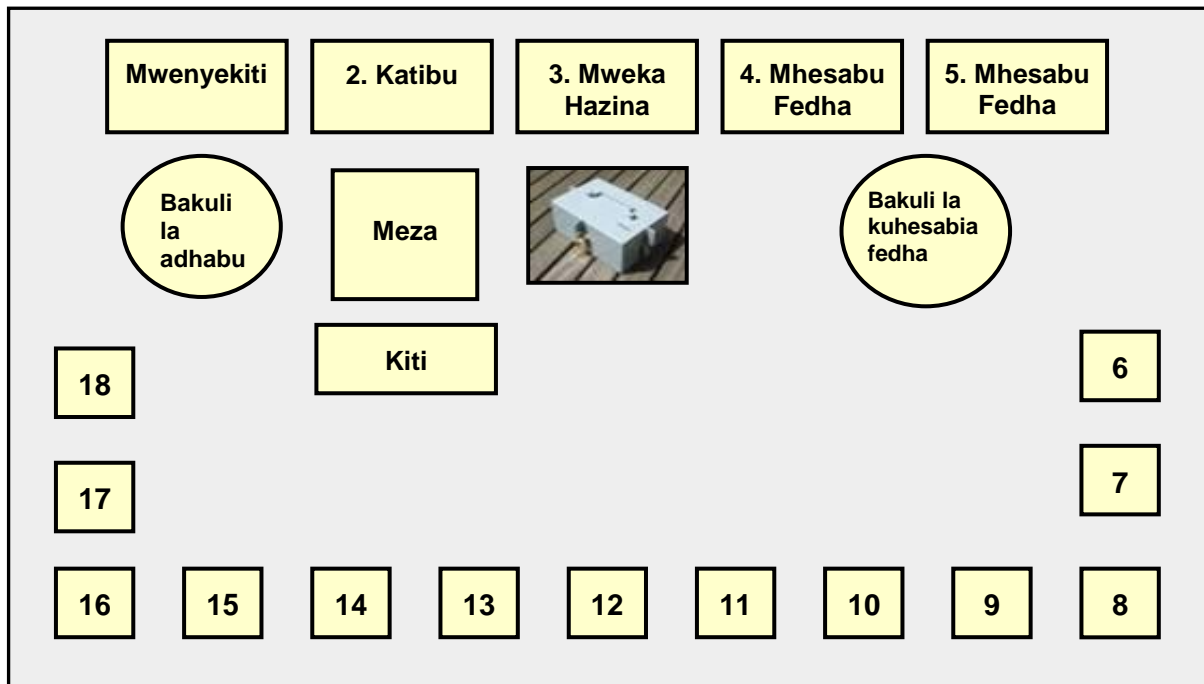 Mwenyekiti
2. Katibu
3. Mweka
Hazina
4. Mhesabu
Fedha
5. Mhesabu
Fedha
Bakuli
la
adhabu
Meza
Bakuli la
kuhesabia
fedha
Kiti
18
6
17
7
16
15
14
13
12
11
10
9
8